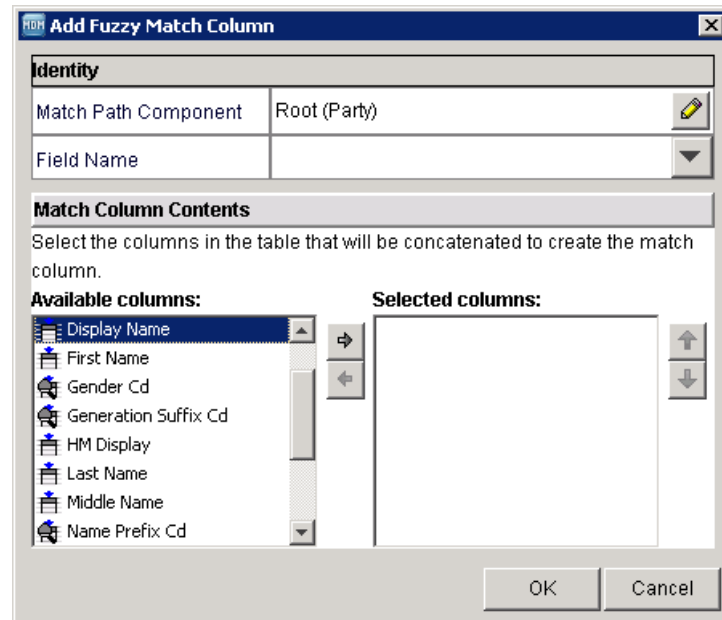 MDM Add Fuzzy Match Column
Identity
Match Path Component Root (Party)
Field Name
Match Column Contents
Select the columns in the table that will be concatenated to create the match
column.
Available columns: Selected columns:
Display Name
First Name
Gender Cd
Generation Suffix Cd
HM Display
Last Name
Middle Name
Name Prefix Cd
OK Cancel